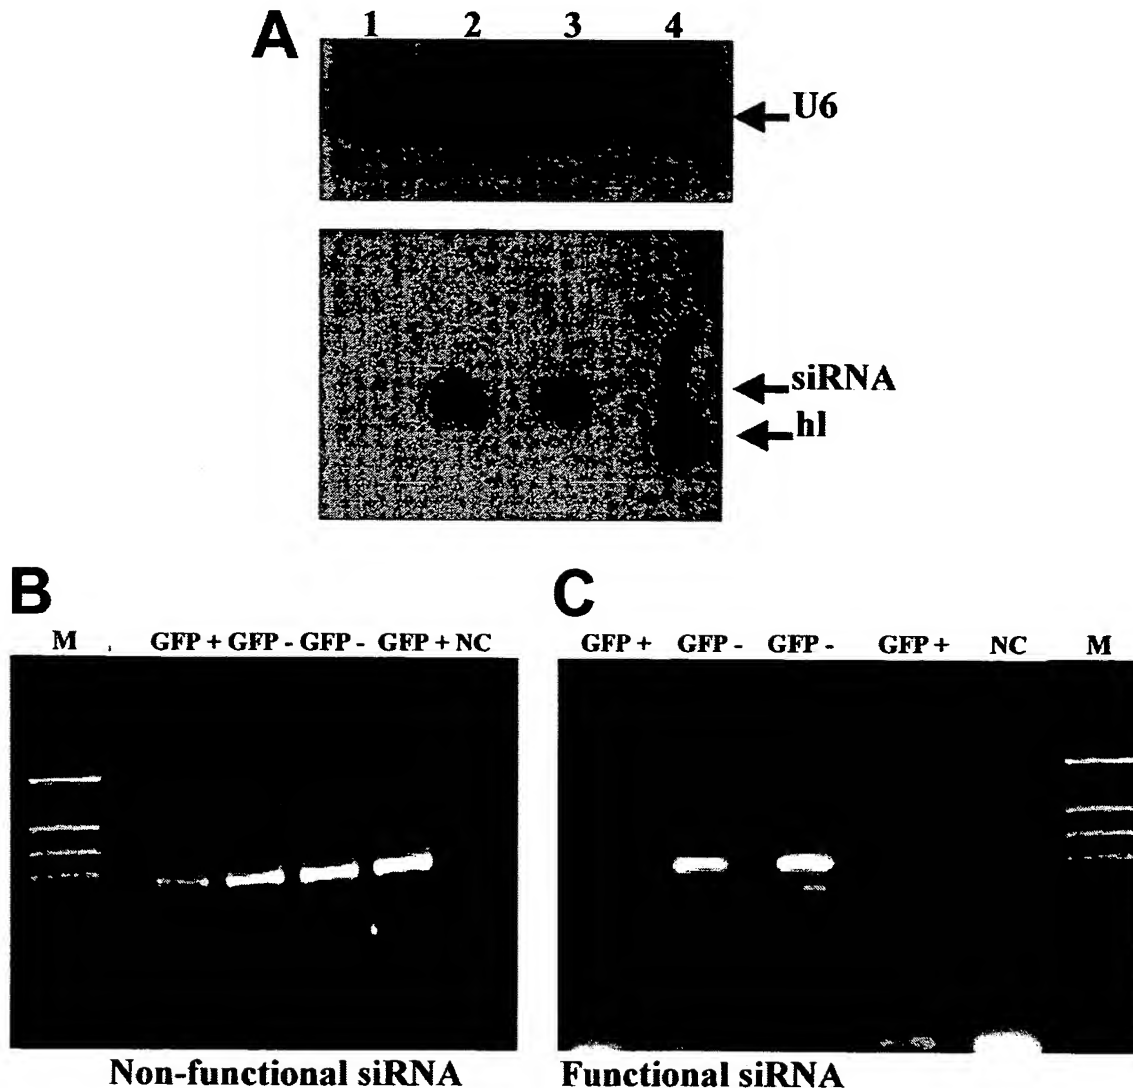 A
1 2 3 4
U6
siRNA
hI
B
M GFP + GFP - GFP - GFP + NC
Non-functional siRNA
C
GFP + GFP - GFP - GFP + NC M
Functional siRNA